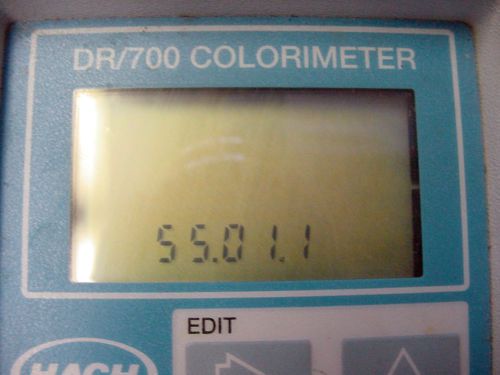 DR/700 COLORIMETER
55.01.1
EDIT
HACH